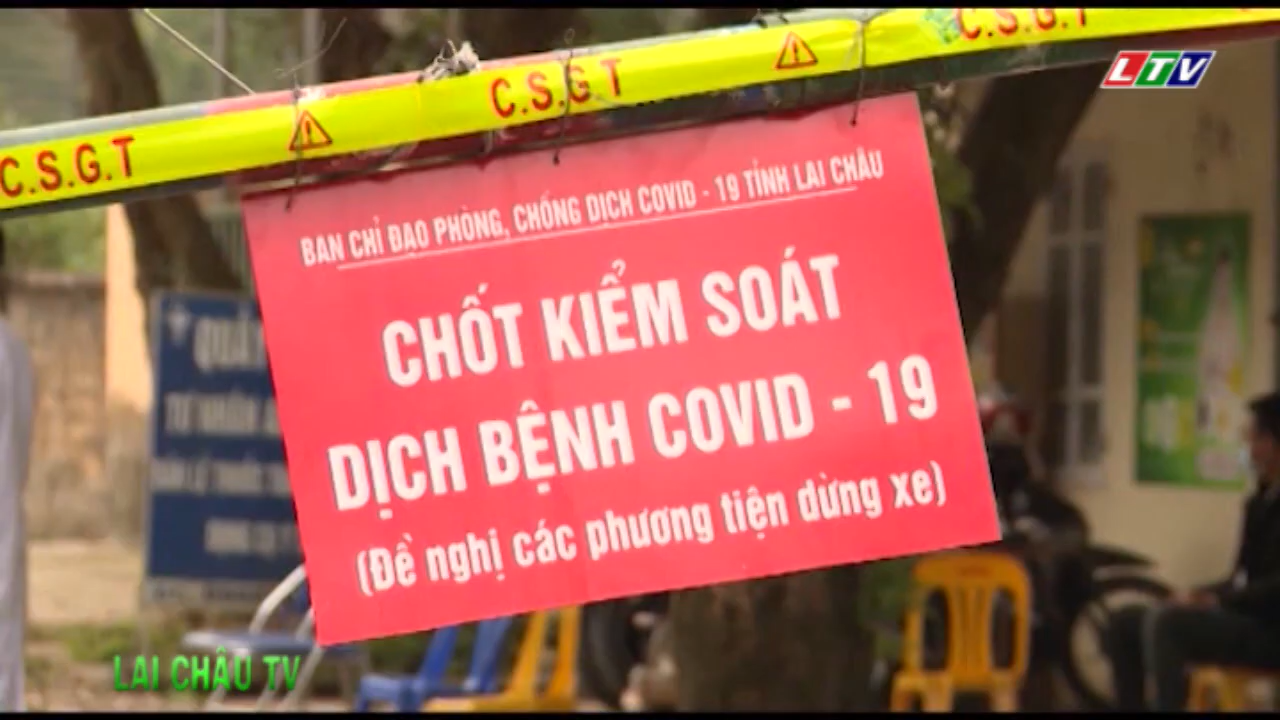 C.S.G.T
C.S.G.T
C.S.G.T
LTV
BAN CHỈ ĐẠO PHÒNG, CHỐNG DỊCH COVID - 19 TỈNH LAI CHÂU
CHỐT KIỂM SOÁT
DỊCH BỆNH COVID - 19
(Đề nghị các phương tiện dừng xe)
LAI CHÂU TV